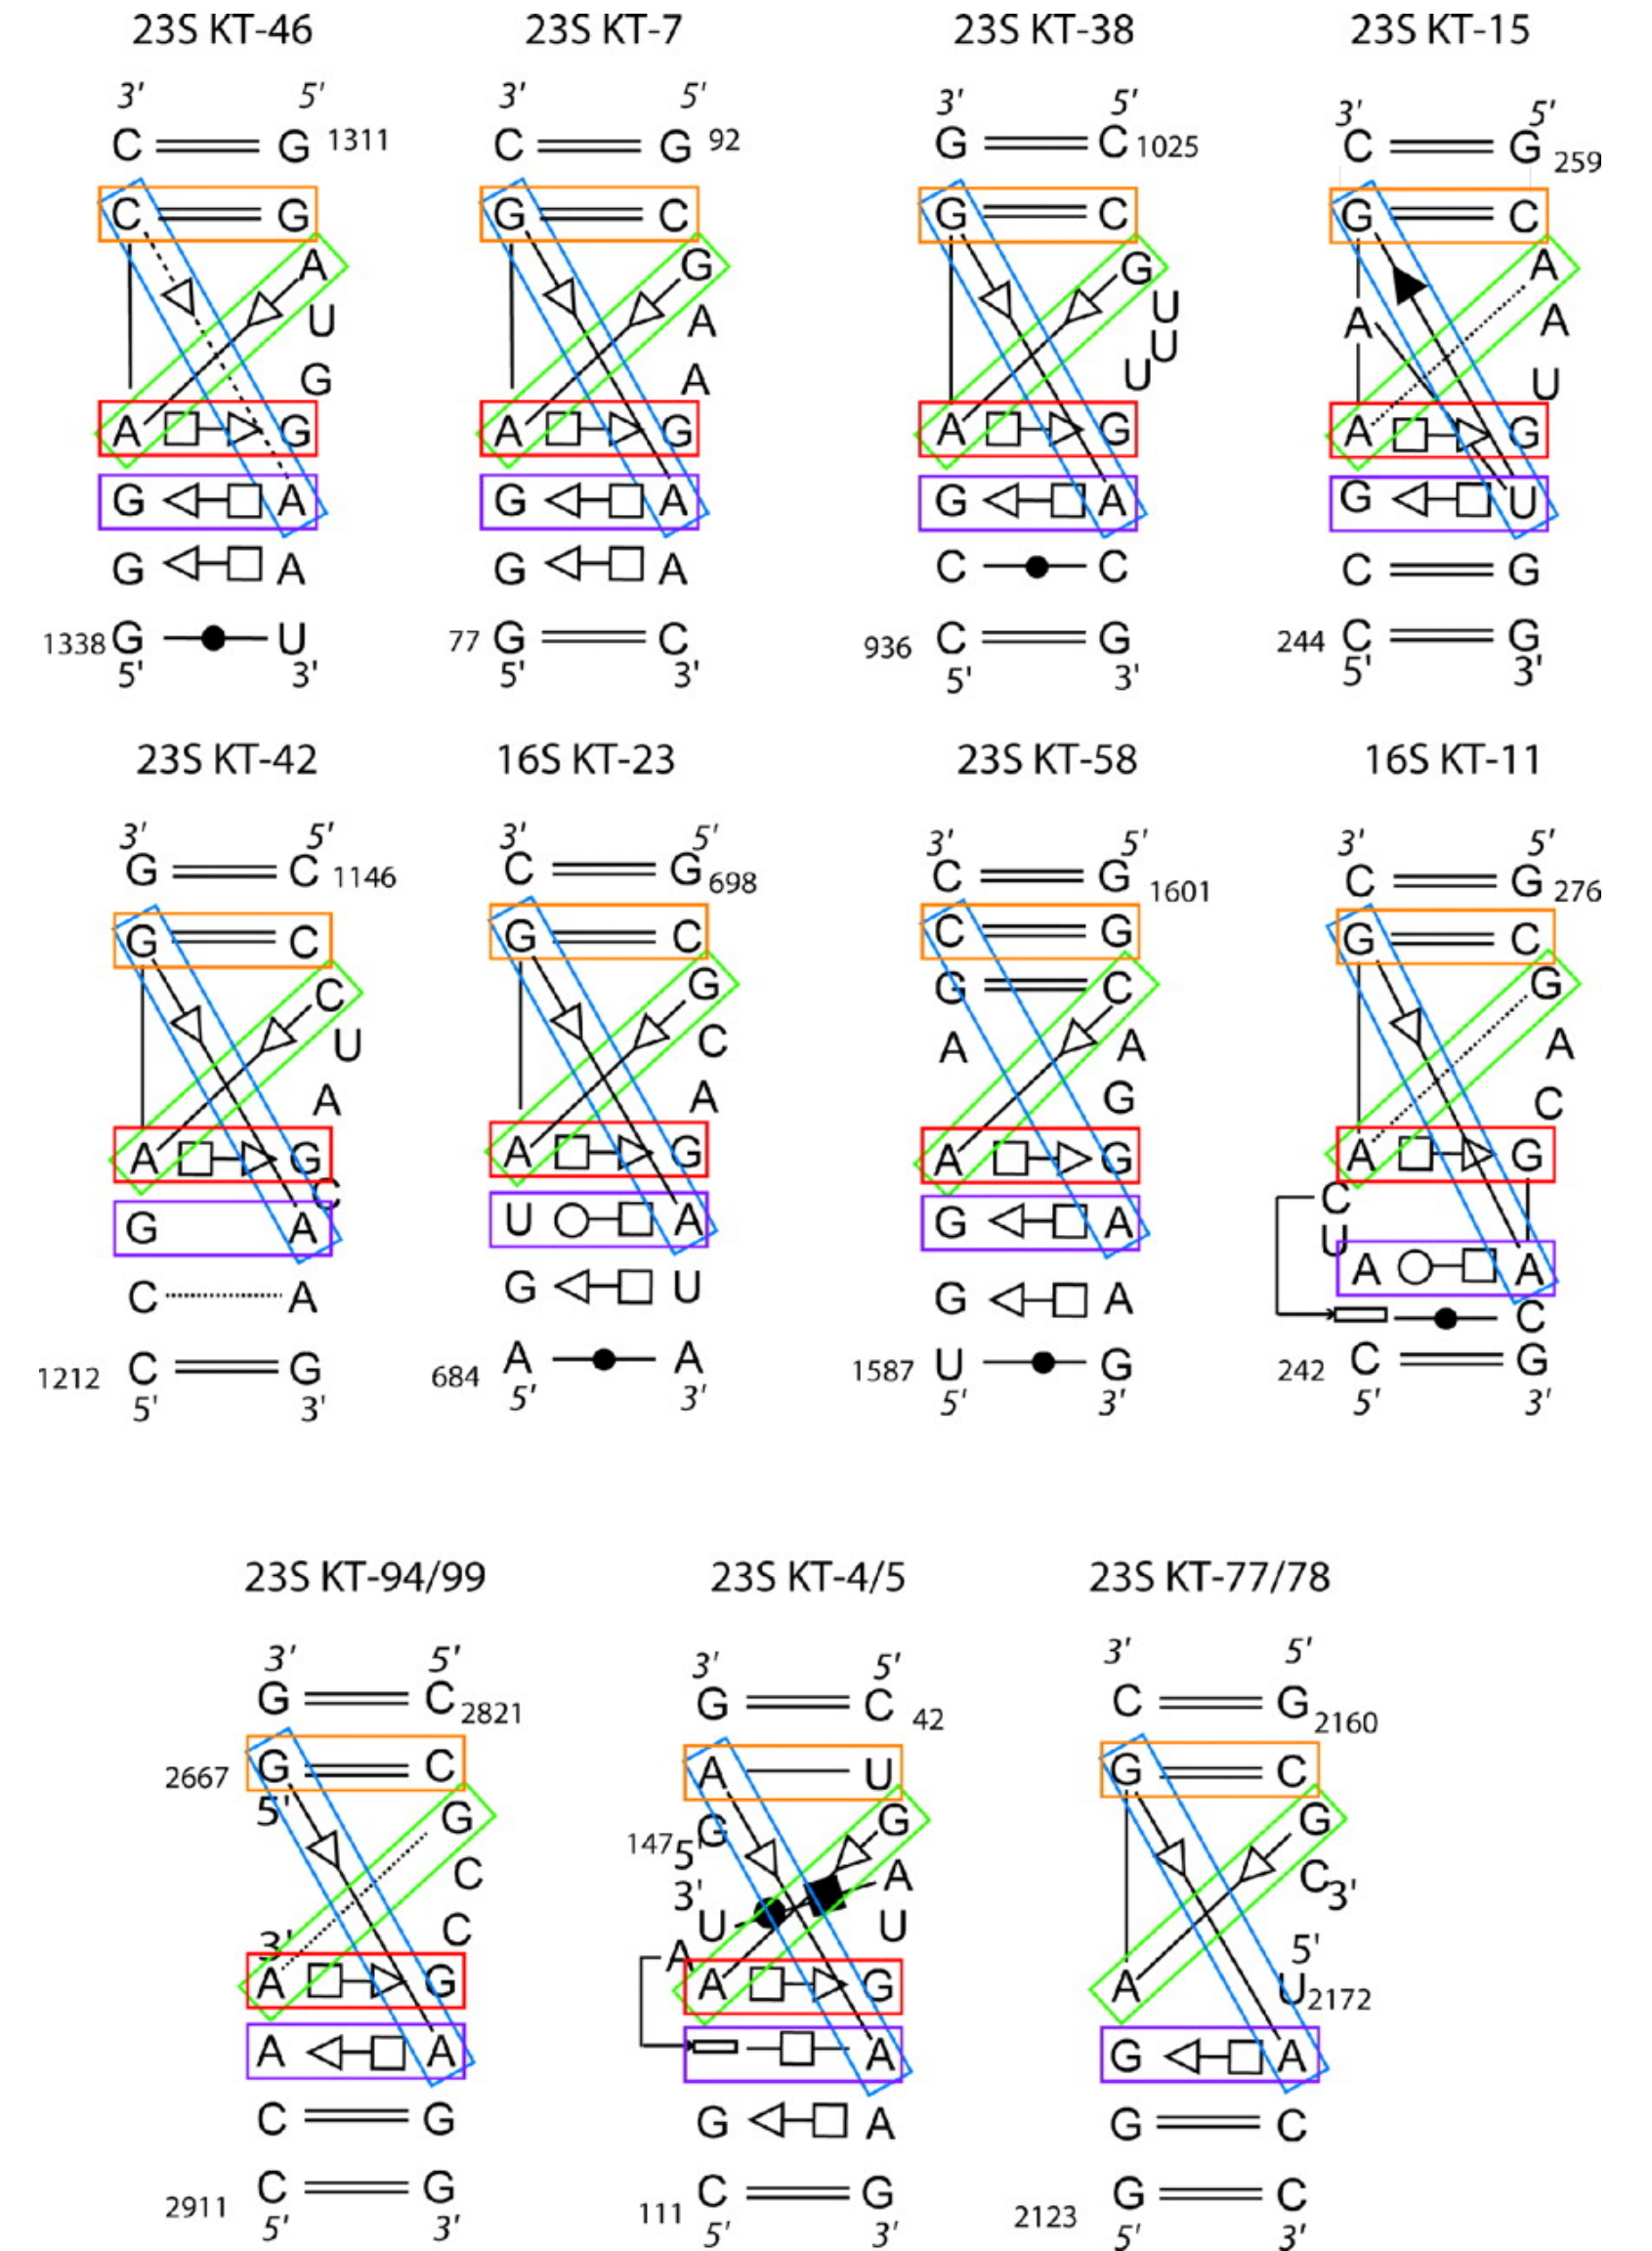 23S KT-46 23S KT-7 23S KT-38 23S KT-15
3' 5' 3' 5' 3' 5' 3' 5'
C G 1311 C G 92 G C 1025 C G 259
C G G C G C G C
A G G A
U A U A A
U
G A U U
A G A G A G A G
G A G A G A G U
G A G A C C C G
1338 G U 77 G C 936 C G 244 C G
5' 3' 5' 3' 5' 3' 5' 3'
23S KT-42 16S KT-23 23S KT-58 16S KT-11
3' 5' 3' 5' 3' 5' 3' 5'
G C 1146 C G 698 C G 1601 C G 276
G C G C C G G C
C G G C G
U C A A A
A A G C
A G A G A G A G
C C
U
G A U A G A A A
C A G U G A C
1212 C G 684 A A 1587 U G 242 C G
5' 3' 5' 3' 5' 3' 5' 3'
23S KT-94/99 23S KT-4/5 23S KT-77/78
3' 5' 3' 5' 3' 5'
G C 2821 G C 42 C G 2160
2667 G C A U G C
5' G G G G
C 147 5' A C 3'
3' U
C U 5'
3' A U 2172
A G A G A
A A A G A
C G G A G C
2911 C G 111 C G 2123 G C
5' 3' 5' 3' 5' 3'